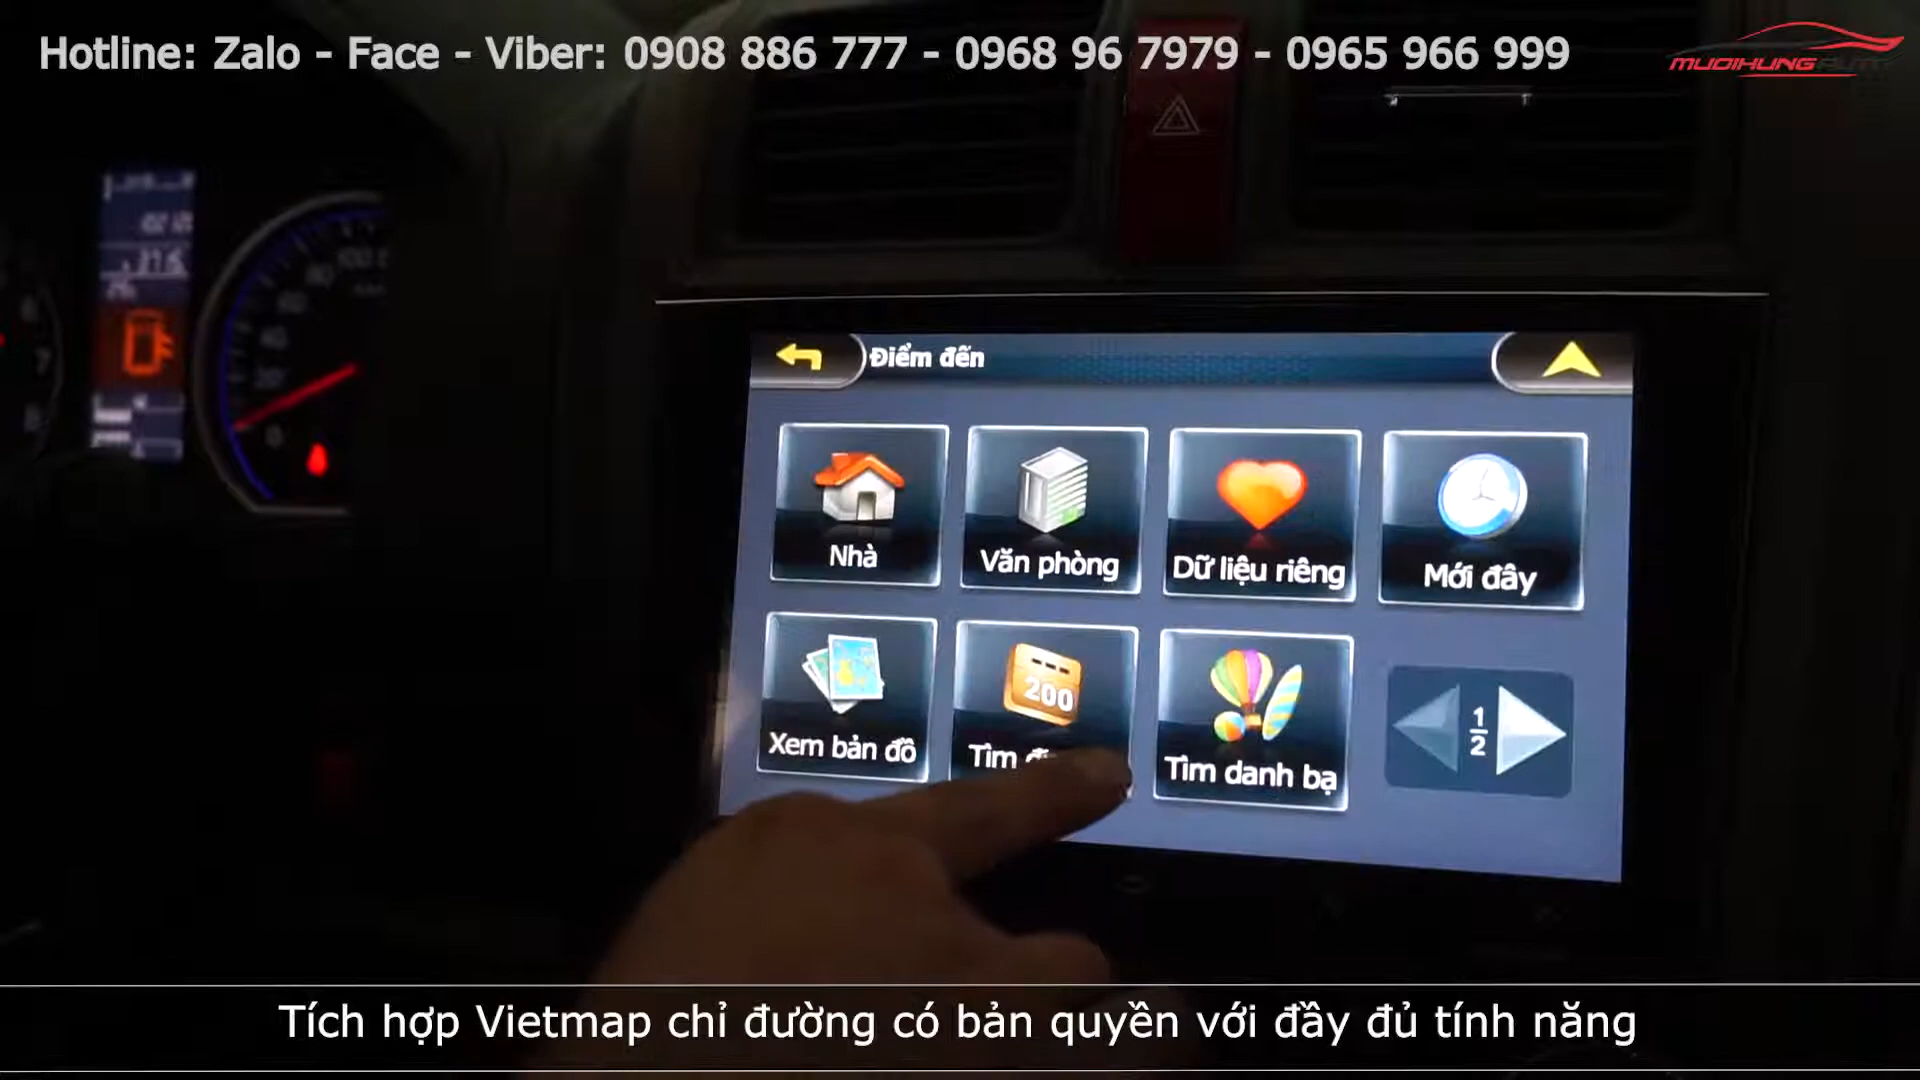 Hotline: Zalo - Face - Viber: 0908 886 777 - 0968 96 7979 - 0965 966 999
MUOIHUNG AUTO
Điểm đến
Nhà
Văn phòng
Dữ liệu riêng
Mới đây
Xem bản đồ
200
Tìm
Tìm danh bạ
1
2
Tích hợp Vietmap chỉ đường có bản quyền với đầy đủ tính năng